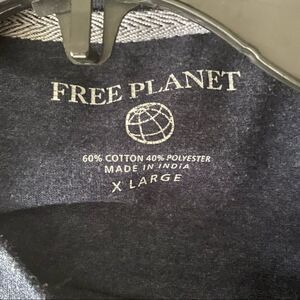 FREE PLANET
60% COTTON 40% POLYESTER
MADE IN INDIA
X LARGE